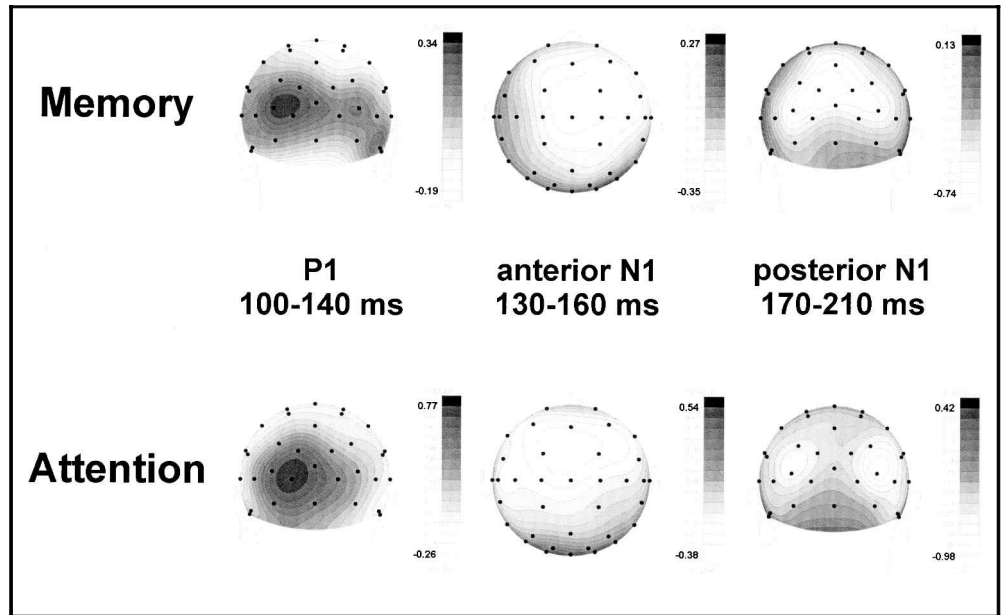 Memory
0.34
-0.19
0.27
-0.35
0.13
-0.74
P1
100-140 ms
anterior N1
130-160 ms
posterior N1
170-210 ms
Attention
0.77
-0.26
0.54
-0.38
0.42
-0.98